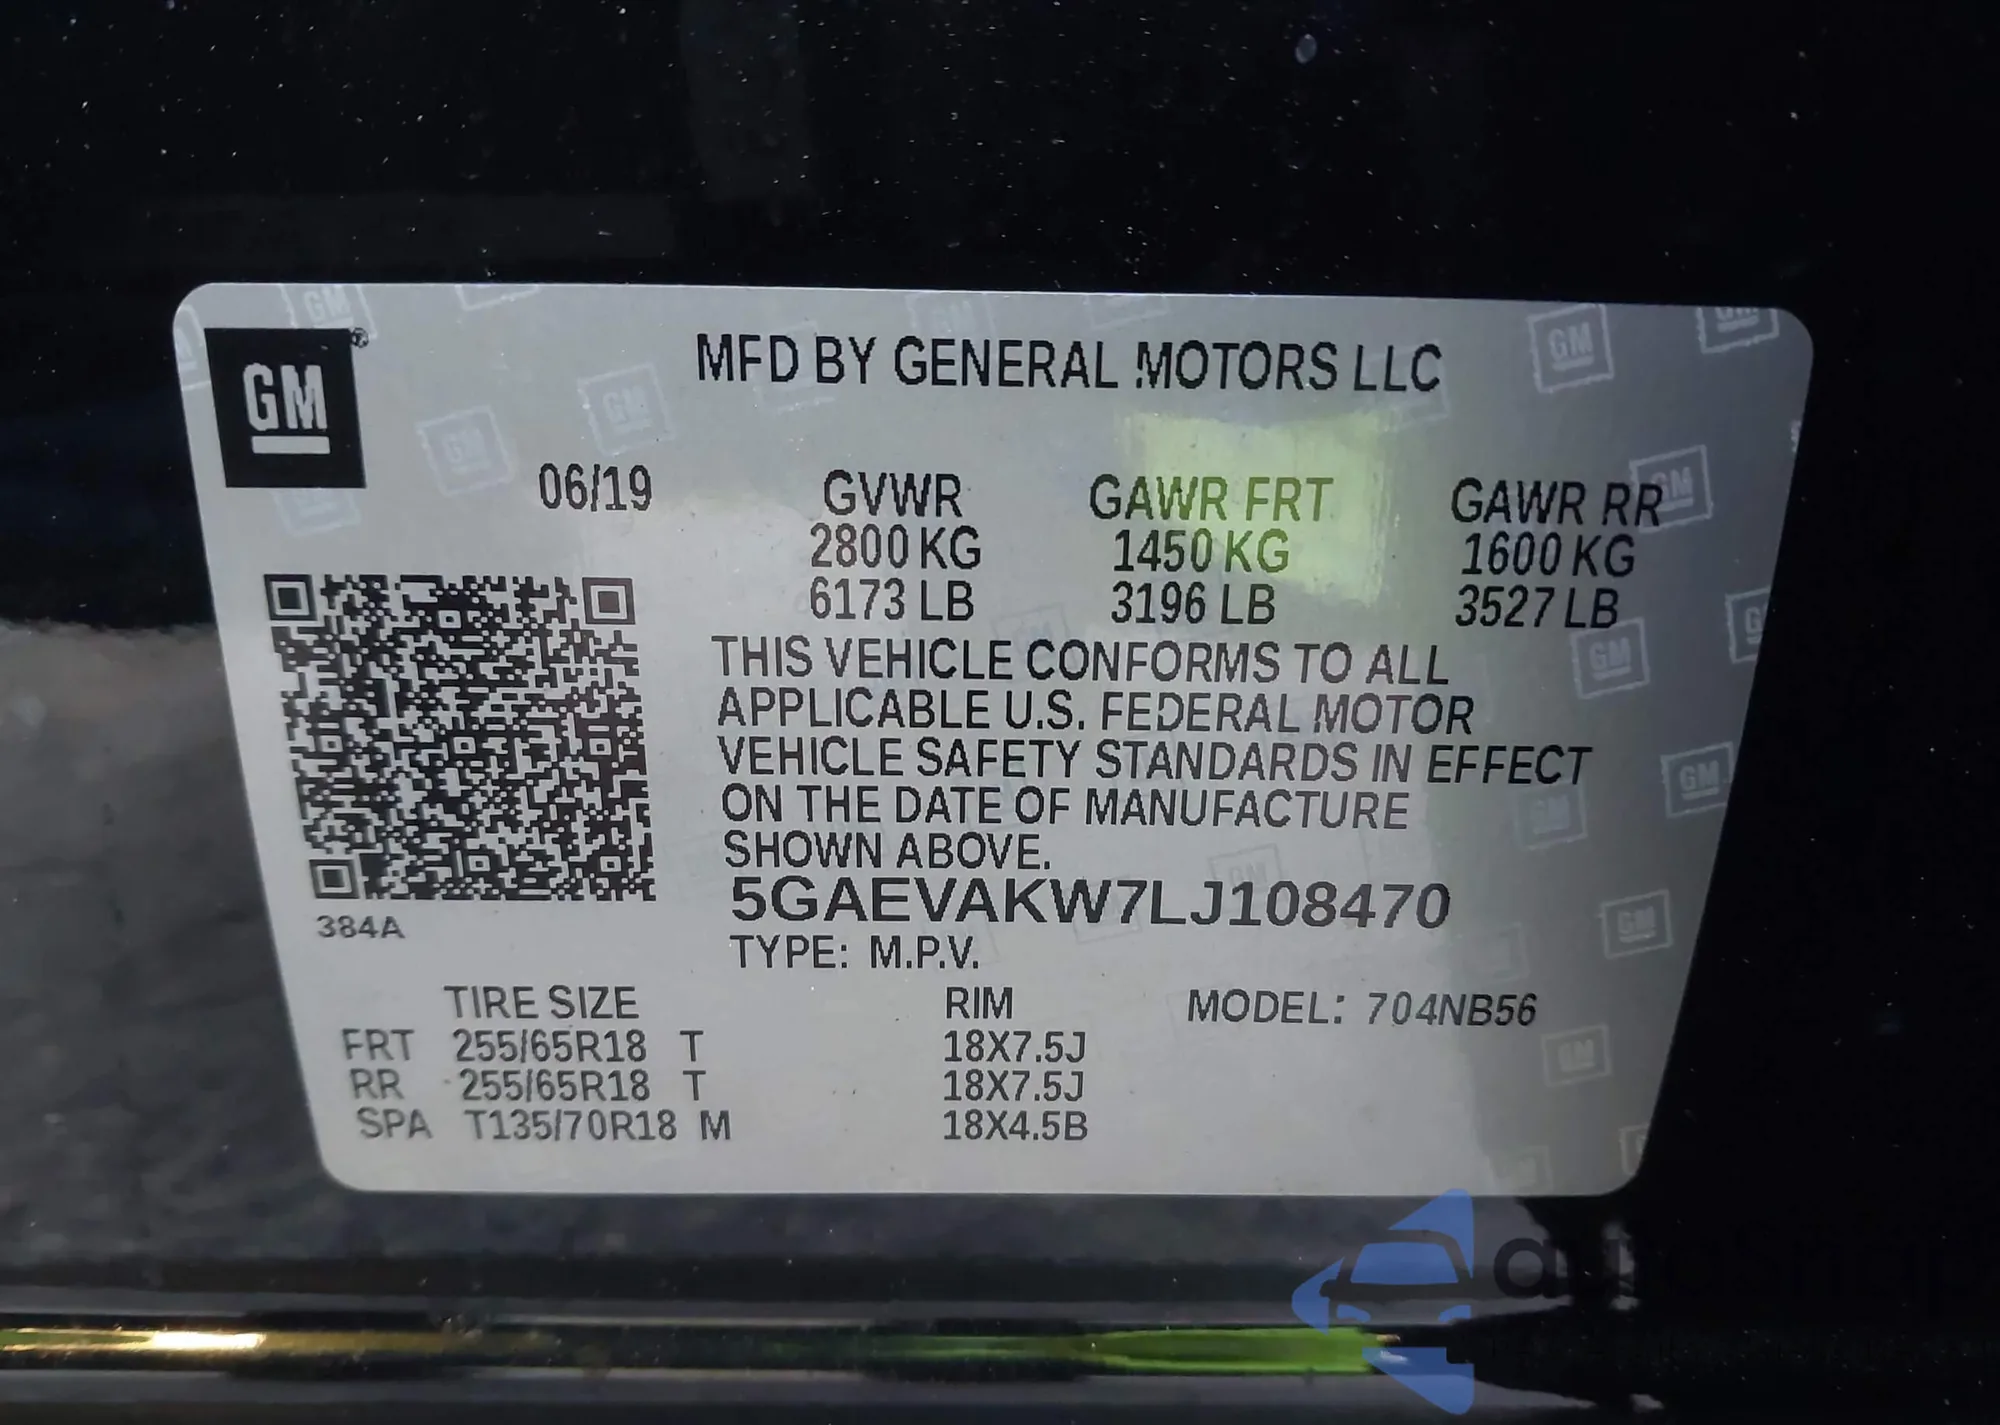 GM
MFD BY GENERAL MOTORS LLC
06/19 GVWR GAWR FRT GAWR RR
2800 KG 1450 KG 1600 KG
6173 LB 3196 LB 3527 LB
THIS VEHICLE CONFORMS TO ALL
APPLICABLE U.S. FEDERAL MOTOR
VEHICLE SAFETY STANDARDS IN EFFECT
ON THE DATE OF MANUFACTURE
SHOWN ABOVE.
5GAEVAKW7LJ108470
384A
TYPE: M.P.V.
TIRE SIZE RIM MODEL: 704NB56
FRT 255/65R18 T 18X7.5J
RR 255/65R18 T 18X7.5J
SPA T135/70R18 M 18X4.5B